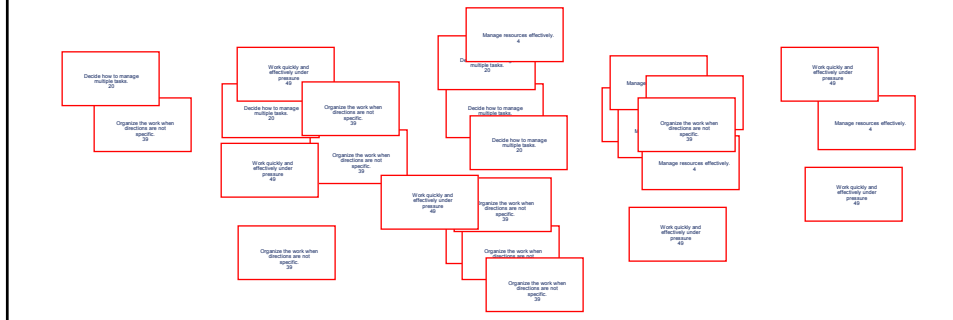 Decide how to manage
multiple tasks.
20
Organize the work when
directions are not
specific.
39
Work quickly and
effectively under
pressure
49
Decide how to manage
multiple tasks.
20
Organize the work when
directions are not
specific.
39
Organize the work when
directions are not
specific.
39
Work quickly and
effectively under
pressure
49
Organize the work when
directions are not
specific.
39
Manage resources effectively.
4
multiple tasks.
20
Decide how to manage
multiple tasks.
Decide how to manage
multiple tasks.
20
Work quickly and
effectively under
pressure
49
Organize the work when
directions are not
specific.
39
Organize the work when
directions are not
Organize the work when
directions are not
specific.
39
Organize the work when
directions are not
specific.
39
Manage resources effectively.
4
Work quickly and
effectively under
pressure
49
Work quickly and
effectively under
pressure
49
Manage resources effectively.
4
Work quickly and
effectively under
pressure
49